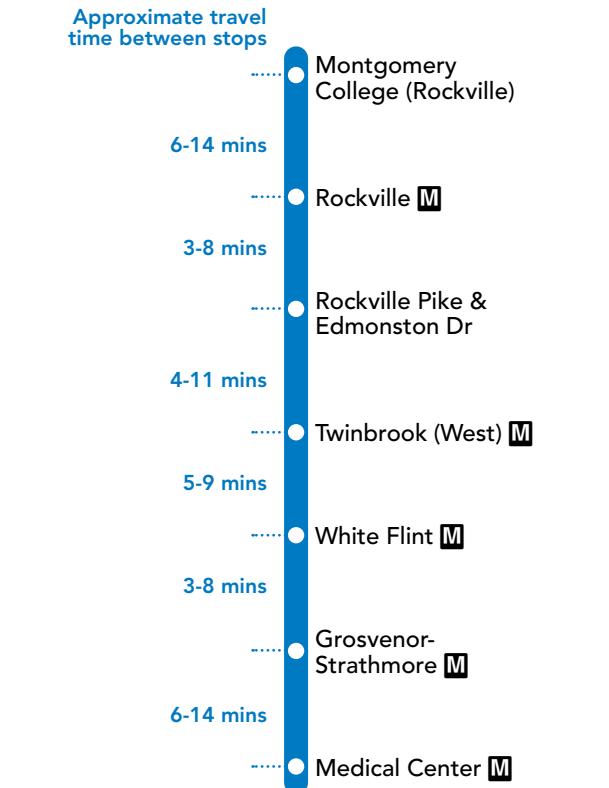 Approximate travel
time between stops
Montgomery
College (Rockville)
6-14 mins
Rockville M
3-8 mins
Rockville Pike &
Edmonston Dr
4-11 mins
Twinbrook (West) M
5-9 mins
White Flint M
3-8 mins
Grosvenor-
Strathmore M
6-14 mins
Medical Center M